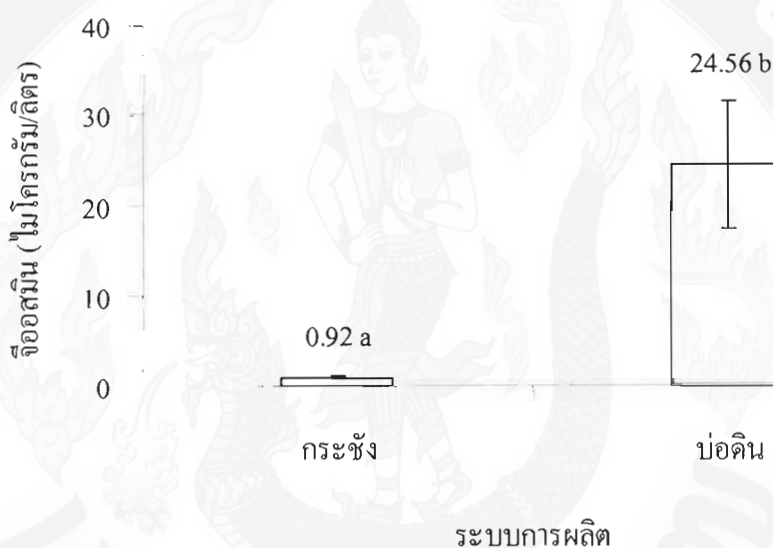 จีออสมิน (ไมโครกรัม/ลิตร)
40
30
20
10
0
24.56 b
0.92 a
กระชัง
บ่อดิน
ระบบการผลิต